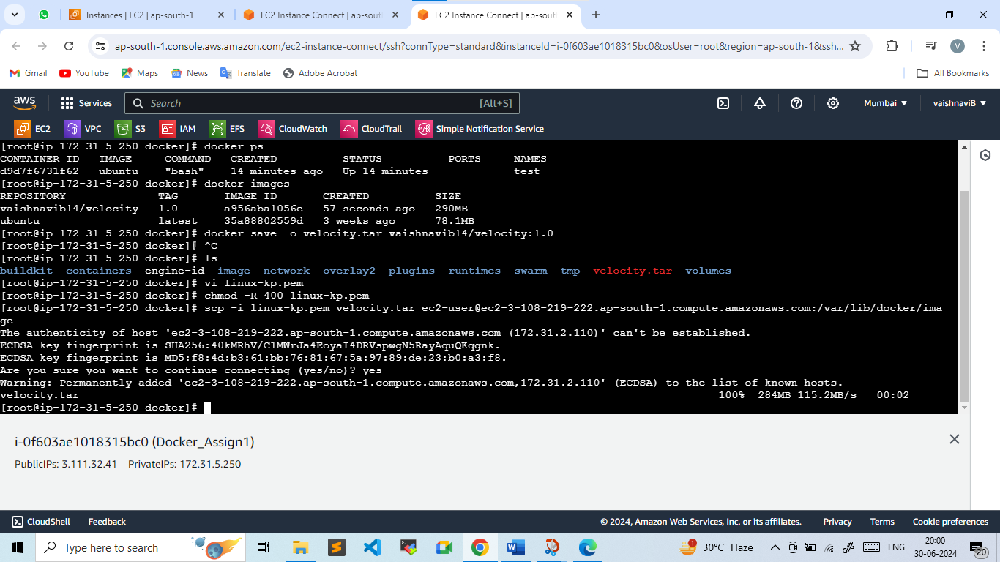 Instances | EC2 | ap-south-1
EC2 Instance Connect | ap-sout
EC2 Instance Connect | ap-sout
ap-south-1.console.aws.amazon.com/ec2-instance-connect/ssh?connType=standard&instanceId=i-0f603ae1018315bc0&osUser=root&region=ap-south-1&ssh...
V
Gmail
YouTube
Maps
News
Translate
Adobe Acrobat
All Bookmarks
aws
Services
Search
[Alt+S]
Mumbai
vaishnaviB
EC2
VPC
S3
IAM
EFS
CloudWatch
CloudTrail
Simple Notification Service
[root@ip-172-31-5-250 docker]# docker ps
CONTAINER ID   IMAGE     COMMAND   CREATED          STATUS          PORTS     NAMES
d9d7f6731f62   ubuntu    "bash"    14 minutes ago   Up 14 minutes             test
[root@ip-172-31-5-250 docker]# docker images
REPOSITORY              TAG       IMAGE ID       CREATED          SIZE
vaishnavib14/velocity   1.0       a956aba1056e   57 seconds ago   290MB
ubuntu                  latest    35a88802559d   3 weeks ago      78.1MB
[root@ip-172-31-5-250 docker]# docker save -o velocity.tar vaishnavib14/velocity:1.0
[root@ip-172-31-5-250 docker]# ^C
[root@ip-172-31-5-250 docker]# ls
buildkit  containers  engine-id  image  network  overlay2  plugins  runtimes  swarm  tmp  velocity.tar  volumes
[root@ip-172-31-5-250 docker]# vi linux-kp.pem
[root@ip-172-31-5-250 docker]# chmod -R 400 linux-kp.pem
[root@ip-172-31-5-250 docker]# scp -i linux-kp.pem velocity.tar ec2-user@ec2-3-108-219-222.ap-south-1.compute.amazonaws.com:/var/lib/docker/ima
ge
The authenticity of host 'ec2-3-108-219-222.ap-south-1.compute.amazonaws.com (172.31.2.110)' can't be established.
ECDSA key fingerprint is SHA256:40kMRhV/C1MWrJa4EoyaI4DRVspwgN5RayAquQKqgnk.
ECDSA key fingerprint is MD5:f8:4d:b3:61:bb:76:81:67:5a:97:89:de:23:b0:a3:f8.
Are you sure you want to continue connecting (yes/no)? yes
Warning: Permanently added 'ec2-3-108-219-222.ap-south-1.compute.amazonaws.com,172.31.2.110' (ECDSA) to the list of known hosts.
velocity.tar                                  100%  284MB 115.2MB/s   00:02
[root@ip-172-31-5-250 docker]#
i-0f603ae1018315bc0 (Docker_Assign1)
PublicIPs: 3.111.32.41    PrivateIPs: 172.31.5.250
CloudShell
Feedback
© 2024, Amazon Web Services, Inc. or its affiliates.
Privacy
Terms
Cookie preferences
Type here to search
1
30°C Haze
ENG
20:00
30-06-2024
20